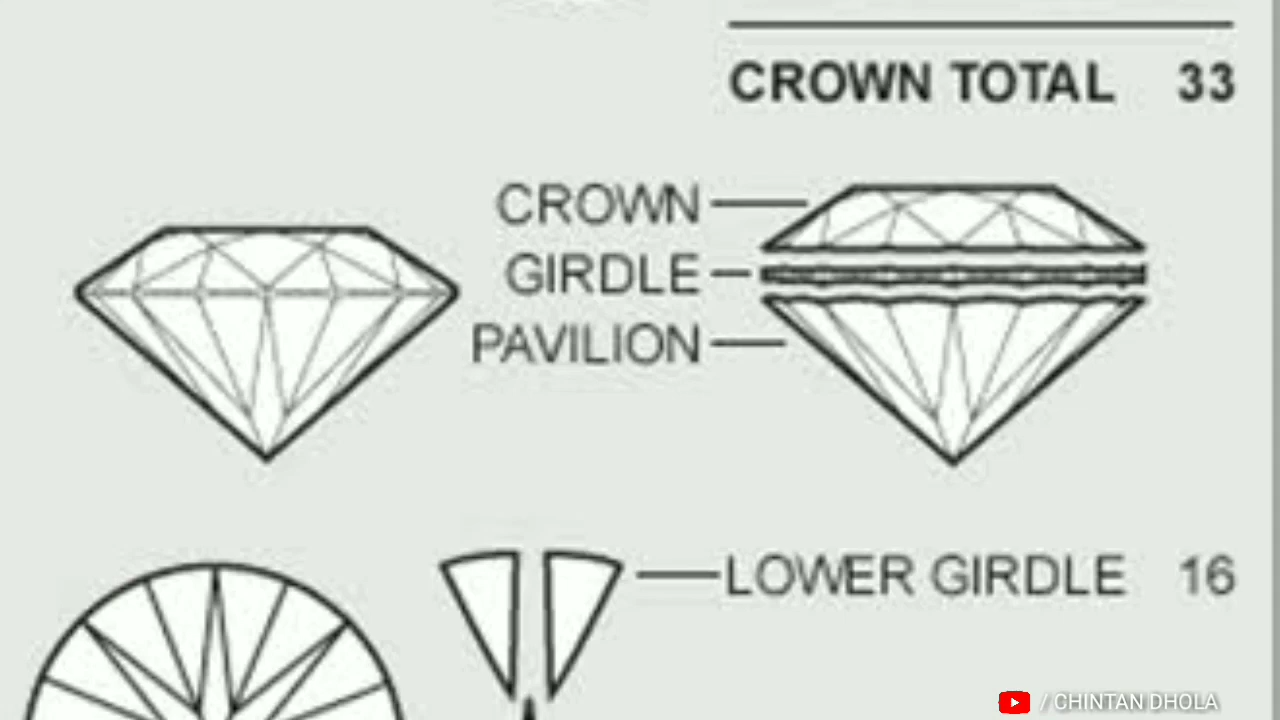 CROWN TOTAL 33
CROWN
GIRDLE
PAVILION
LOWER GIRDLE 16
/ CHINTAN DHOLA